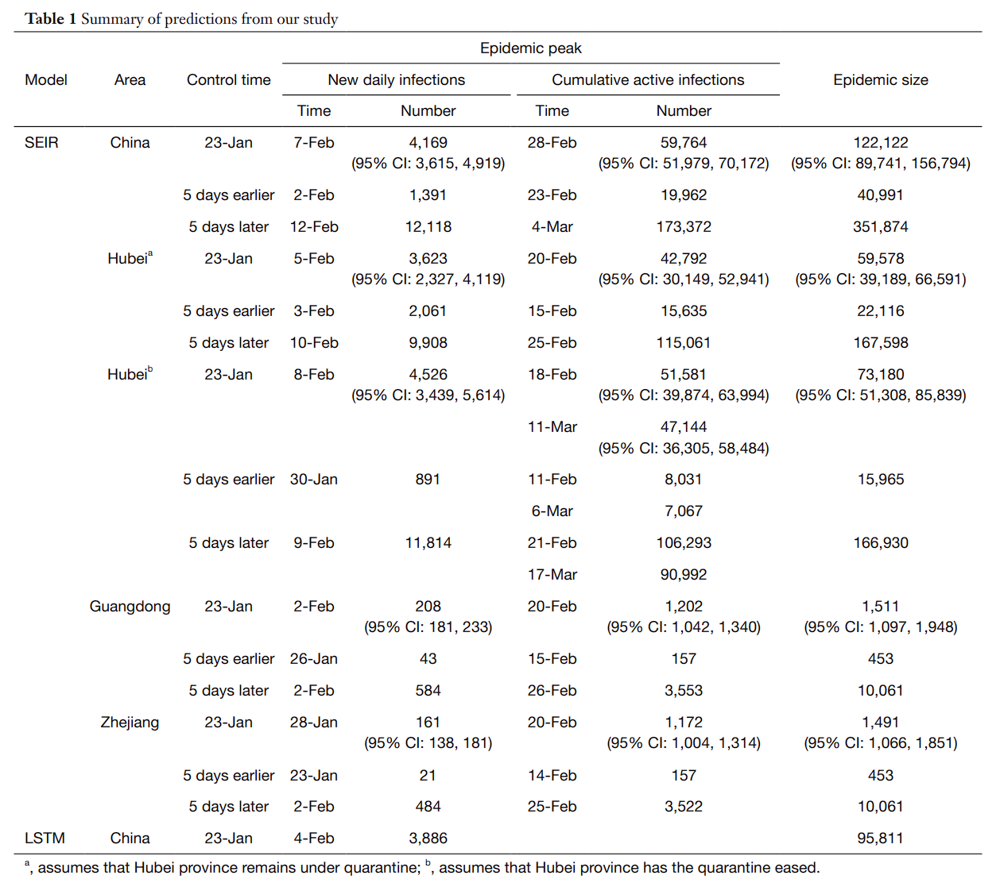 Table 1 Summary of predictions from our study
Epidemic peak
Model Area Control time New daily infections Cumulative active infections Epidemic size
Time Number Time Number
SEIR China 23-Jan 7-Feb 4,169 28-Feb 59,764 122,122
(95% CI: 3,615, 4,919) (95% CI: 51,979, 70,172) (95% CI: 89,741, 156,794)
5 days earlier 2-Feb 1,391 23-Feb 19,962 40,991
5 days later 12-Feb 12,118 4-Mar 173,372 351,874
Hubeia 23-Jan 5-Feb 3,623 20-Feb 42,792 59,578
(95% CI: 2,327, 4,119) (95% CI: 30,149, 52,941) (95% CI: 39,189, 66,591)
5 days earlier 3-Feb 2,061 15-Feb 15,635 22,116
5 days later 10-Feb 9,908 25-Feb 115,061 167,598
Hubeib 23-Jan 8-Feb 4,526 18-Feb 51,581 73,180
(95% CI: 3,439, 5,614) (95% CI: 39,874, 63,994) (95% CI: 51,308, 85,839)
11-Mar 47,144
(95% CI: 36,305, 58,484)
5 days earlier 30-Jan 891 11-Feb 8,031 15,965
6-Mar 7,067
5 days later 9-Feb 11,814 21-Feb 106,293 166,930
17-Mar 90,992
Guangdong 23-Jan 2-Feb 208 20-Feb 1,202 1,511
(95% CI: 181, 233) (95% CI: 1,042, 1,340) (95% CI: 1,097, 1,948)
5 days earlier 26-Jan 43 15-Feb 157 453
5 days later 2-Feb 584 26-Feb 3,553 10,061
Zhejiang 23-Jan 28-Jan 161 20-Feb 1,172 1,491
(95% CI: 138, 181) (95% CI: 1,004, 1,314) (95% CI: 1,066, 1,851)
5 days earlier 23-Jan 21 14-Feb 157 453
5 days later 2-Feb 484 25-Feb 3,522 10,061
LSTM China 23-Jan 4-Feb 3,886 95,811
a, assumes that Hubei province remains under quarantine; b, assumes that Hubei province has the quarantine eased.